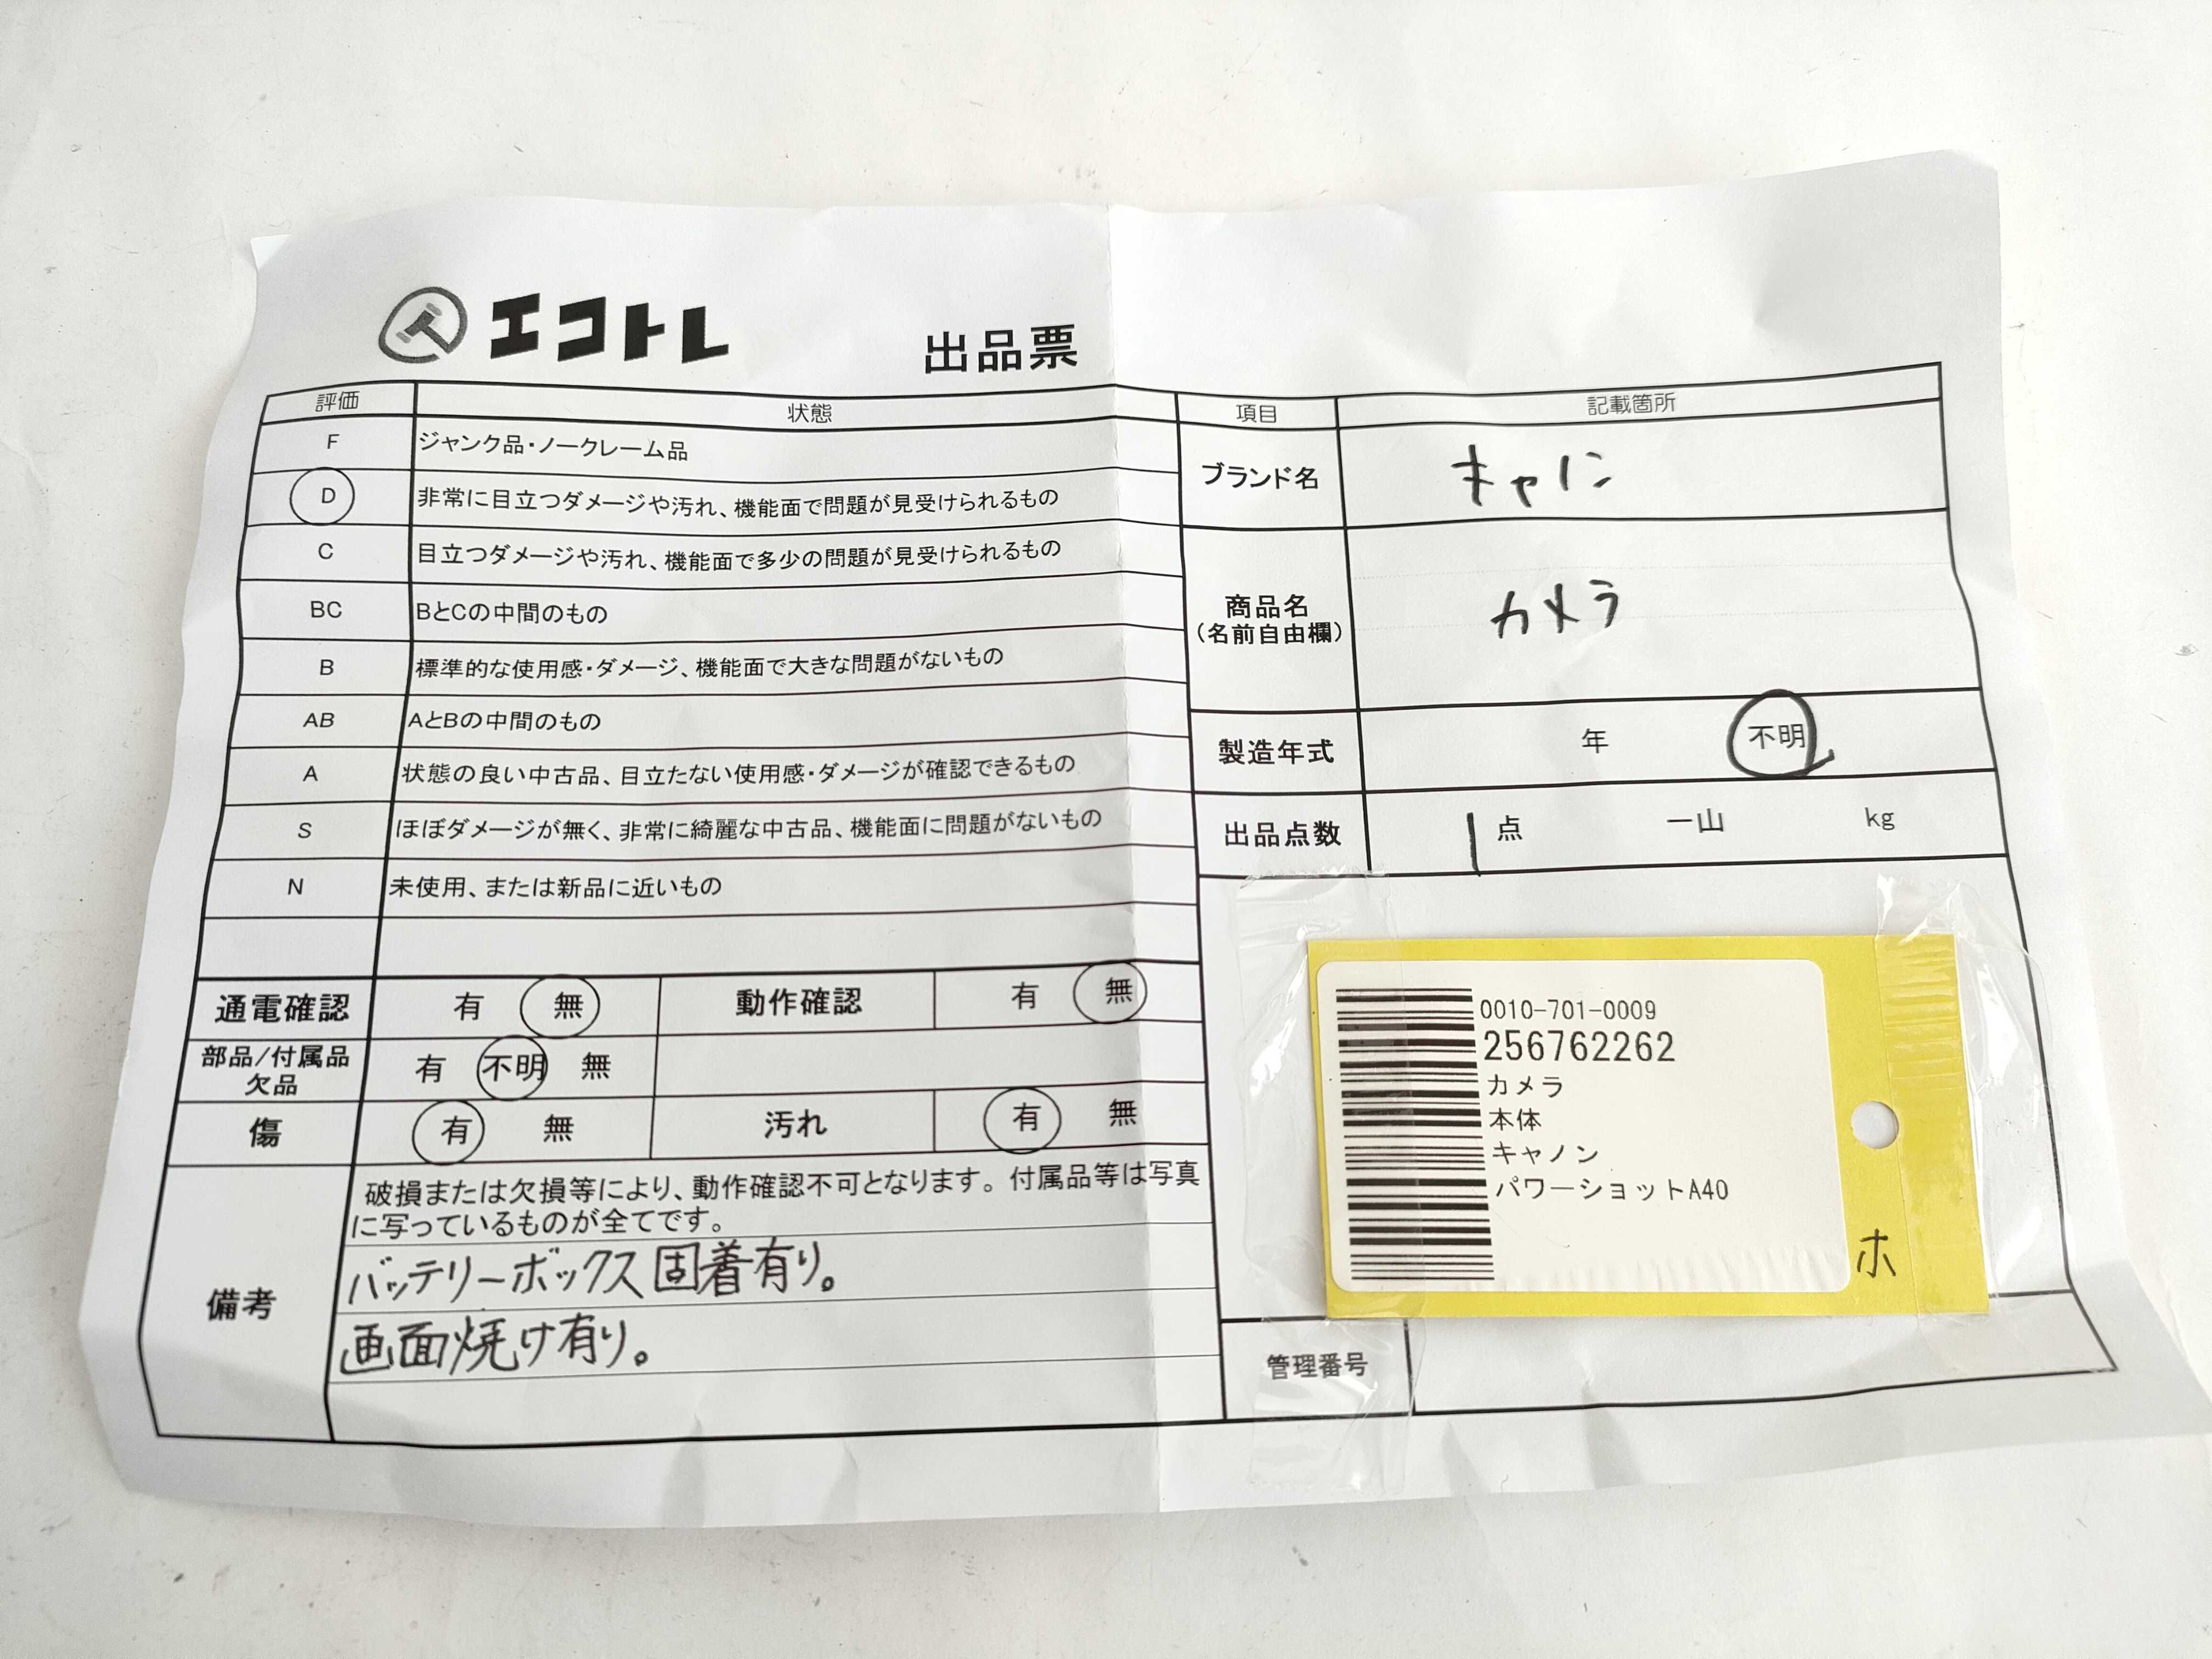 エコトレ
出品票
評価 状態
F ジャンク品・ノークレーム品
D 非常に目立つダメージや汚れ、機能面で問題が見受けられるもの
C 目立つダメージや汚れ、機能面で多少の問題が見受けられるもの
BC BとCの中間のもの
B 標準的な使用感・ダメージ、機能面で大きな問題がないもの
AB AとBの中間のもの
A 状態の良い中古品、目立たない使用感・ダメージが確認できるもの
S ほぼダメージが無く、非常に綺麗な中古品、機能面に問題がないもの
N 未使用、または新品に近いもの
通電確認 有 無 動作確認 有 無
部品/付属品
欠品 有 不明 無
傷 有 無 汚れ 有 無
備考
破損または欠損等により、動作確認不可となります。付属品等は写真
に写っているものが全てです。
バッテリーボックス固着有り。
画面焼け有り。
項目 記載箇所
ブランド名 キャノン
商品名
(名前自由欄) カメラ
製造年式 年 不明
出品点数 1 点 一山 kg
0010-701-0009
256762262
カメラ
本体
キャノン
パワーショットA40
ホ
管理番号